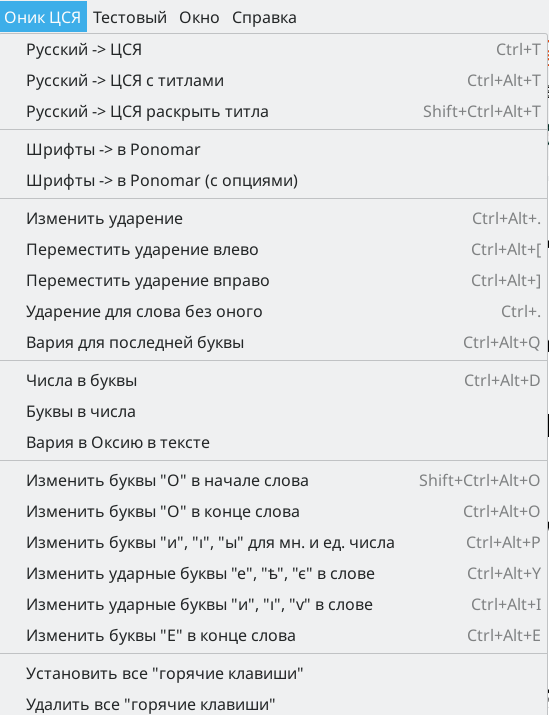 Оник ЦСЯ Тестовый Окно Справка
Русский -> ЦСЯ Ctrl+T
Русский -> ЦСЯ с титлами Ctrl+Alt+T
Русский -> ЦСЯ раскрыть титла Shift+Ctrl+Alt+T
Шрифты -> в Ponomar
Шрифты -> в Ponomar (с опциями)
Изменить ударение Ctrl+Alt+.
Переместить ударение влево Ctrl+Alt+[
Переместить ударение вправо Ctrl+Alt+]
Ударение для слова без оного Ctrl+.
Вария для последней буквы Ctrl+Alt+Q
Числа в буквы Ctrl+Alt+D
Буквы в числа
Вария в Оксию в тексте
Изменить буквы "О" в начале слова Shift+Ctrl+Alt+O
Изменить буквы "О" в конце слова Ctrl+Alt+O
Изменить буквы "и", "ı", "ы" для мн. и ед. числа Ctrl+Alt+P
Изменить ударные буквы "е", "ѣ", "є" в слове Ctrl+Alt+Y
Изменить ударные буквы "и", "ı", "ѵ" в слове Ctrl+Alt+I
Изменить буквы "Е" в конце слова Ctrl+Alt+E
Установить все "горячие клавиши"
Удалить все "горячие клавиши"